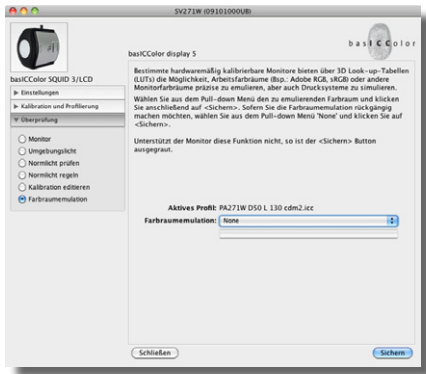 SV271W (09101000UB)
basICColor
basICColor display 5
basICColor SQUID 3/LCD
Einstellungen
Kalibration und Profilierung
Überprüfung
Monitor
Umgebungslicht
Normlicht prüfen
Normlicht regeln
Kalibration editieren
Farbraumemulation
Bestimmte hardwaremäßig kalibrierbare Monitore bieten über 3D Look-up-Tabellen
(LUTs) die Möglichkeit, Arbeitsfarbräume (Bsp.: Adobe RGB, sRGB) oder andere
Monitorfarbräume präzise zu emulieren, aber auch Drucksysteme zu simulieren.
Wählen Sie aus dem Pull-down Menü den zu emulierenden Farbraum und klicken
Sie anschließend auf <Sichern>. Sofern Sie die Farbraumemulation rückgängig
machen möchten, wählen Sie aus dem Pull-down Menü 'None' und klicken Sie auf
<Sichern>.
Unterstützt der Monitor diese Funktion nicht, so ist der <Sichern> Button
ausgegraut.
Aktives Profil: PA271W D50 L 130 cdm2.icc
Farbraumemulation: None
Schließen
Sichern